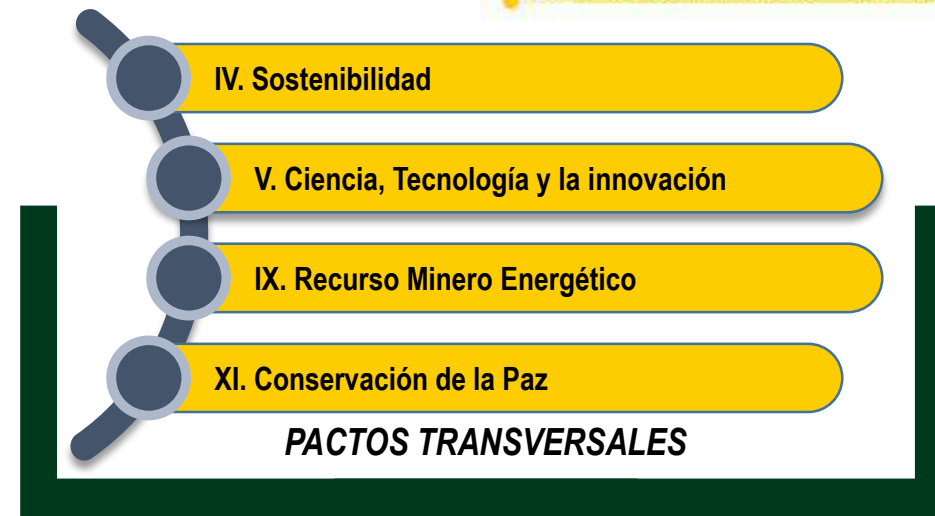 IV. Sostenibilidad
V. Ciencia, Tecnología y la innovación
IX. Recurso Minero Energético
XI. Conservación de la Paz
PACTOS TRANSVERSALES